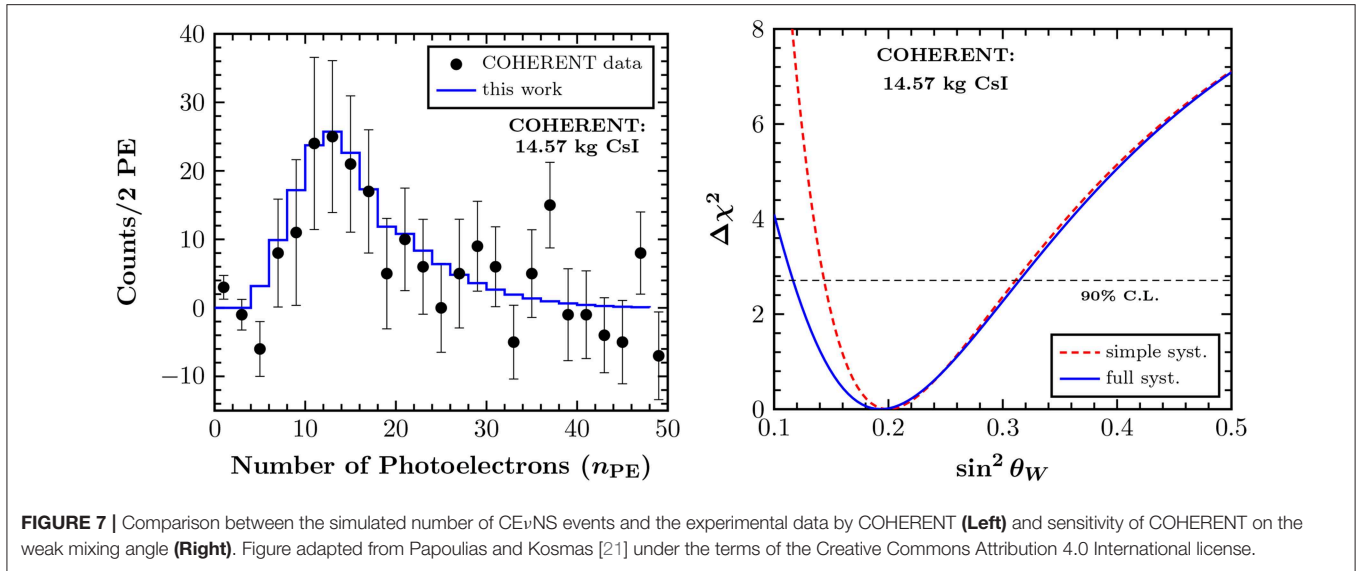 40
30
20
10
0
−10
0 10 20 30 40 50
Counts/2 PE
Number of Photoelectrons (nPE)
COHERENT data
this work
COHERENT:
14.57 kg CsI
8
6
4
2
0
0.1 0.2 0.3 0.4 0.5
Δχ²
sin² θW
COHERENT:
14.57 kg CsI
90% C.L.
simple syst.
full syst.
FIGURE 7 | Comparison between the simulated number of CEνNS events and the experimental data by COHERENT (Left) and sensitivity of COHERENT on the
weak mixing angle (Right). Figure adapted from Papoulias and Kosmas [21] under the terms of the Creative Commons Attribution 4.0 International license.